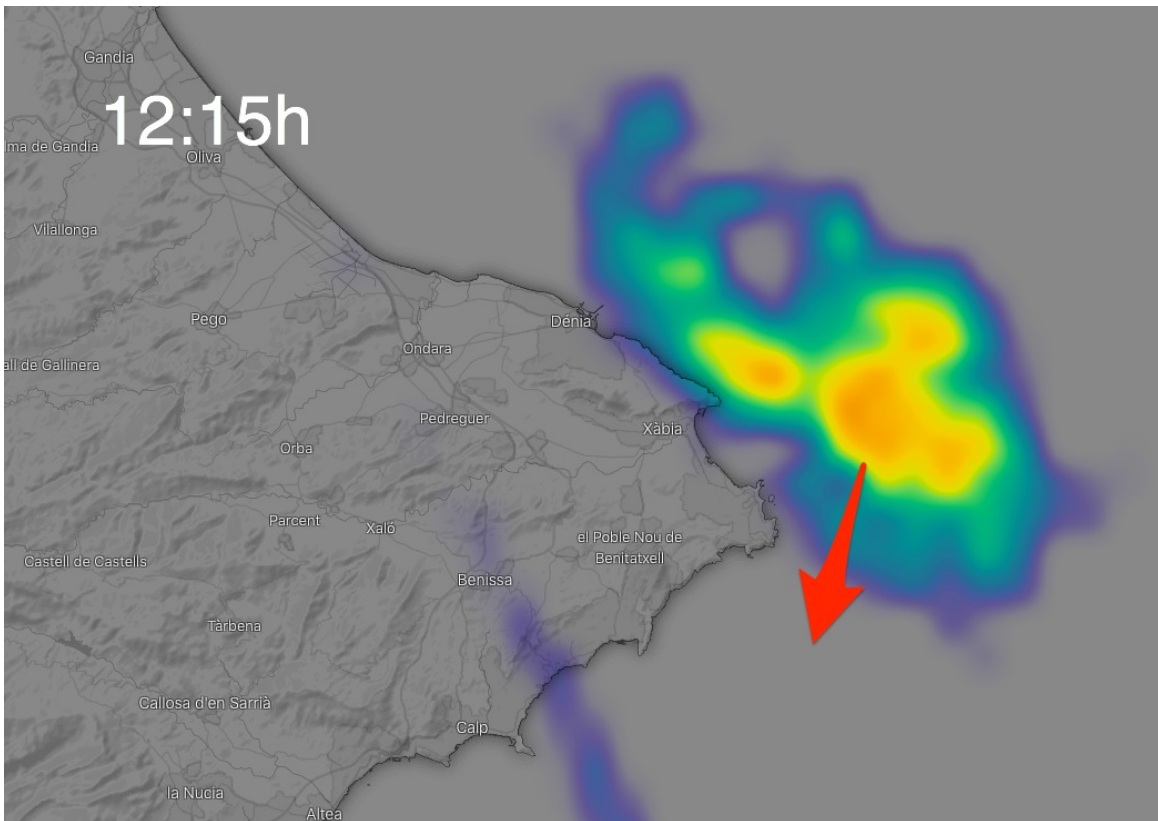 Gandia
12:15h
lma de Gandia
Oliva
Vilallonga
Pego
Dénia
Ondara
all de Gallinera
Pedreguer
Xàbia
Orba
Parcent
Xaló
el Poble Nou de
Benitatxell
Castell de Castells
Benissa
Tàrbena
Callosa d'en Sarrià
Calp
la Nucia
Altea